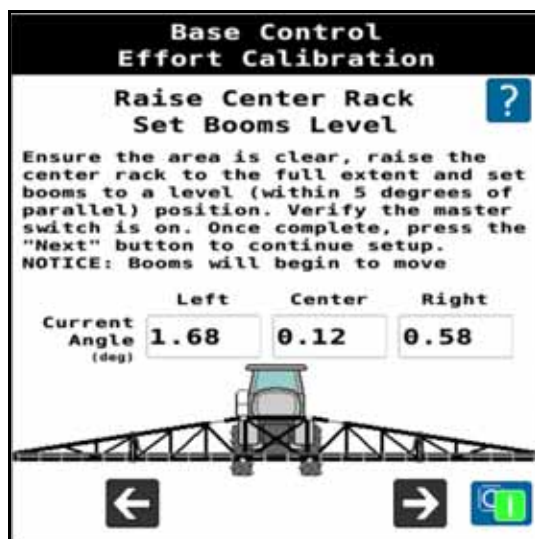 Base Control
Effort Calibration
Raise Center Rack
Set Booms Level
?
Ensure the area is clear, raise the
center rack to the full extent and set
booms to a level (within 5 degrees of
parallel) position. Verify the master
switch is on. Once complete, press the
"Next" button to continue setup.
NOTICE: Booms will begin to move
Left Center Right
Current
Angle 1.68 0.12 0.58
(deg)